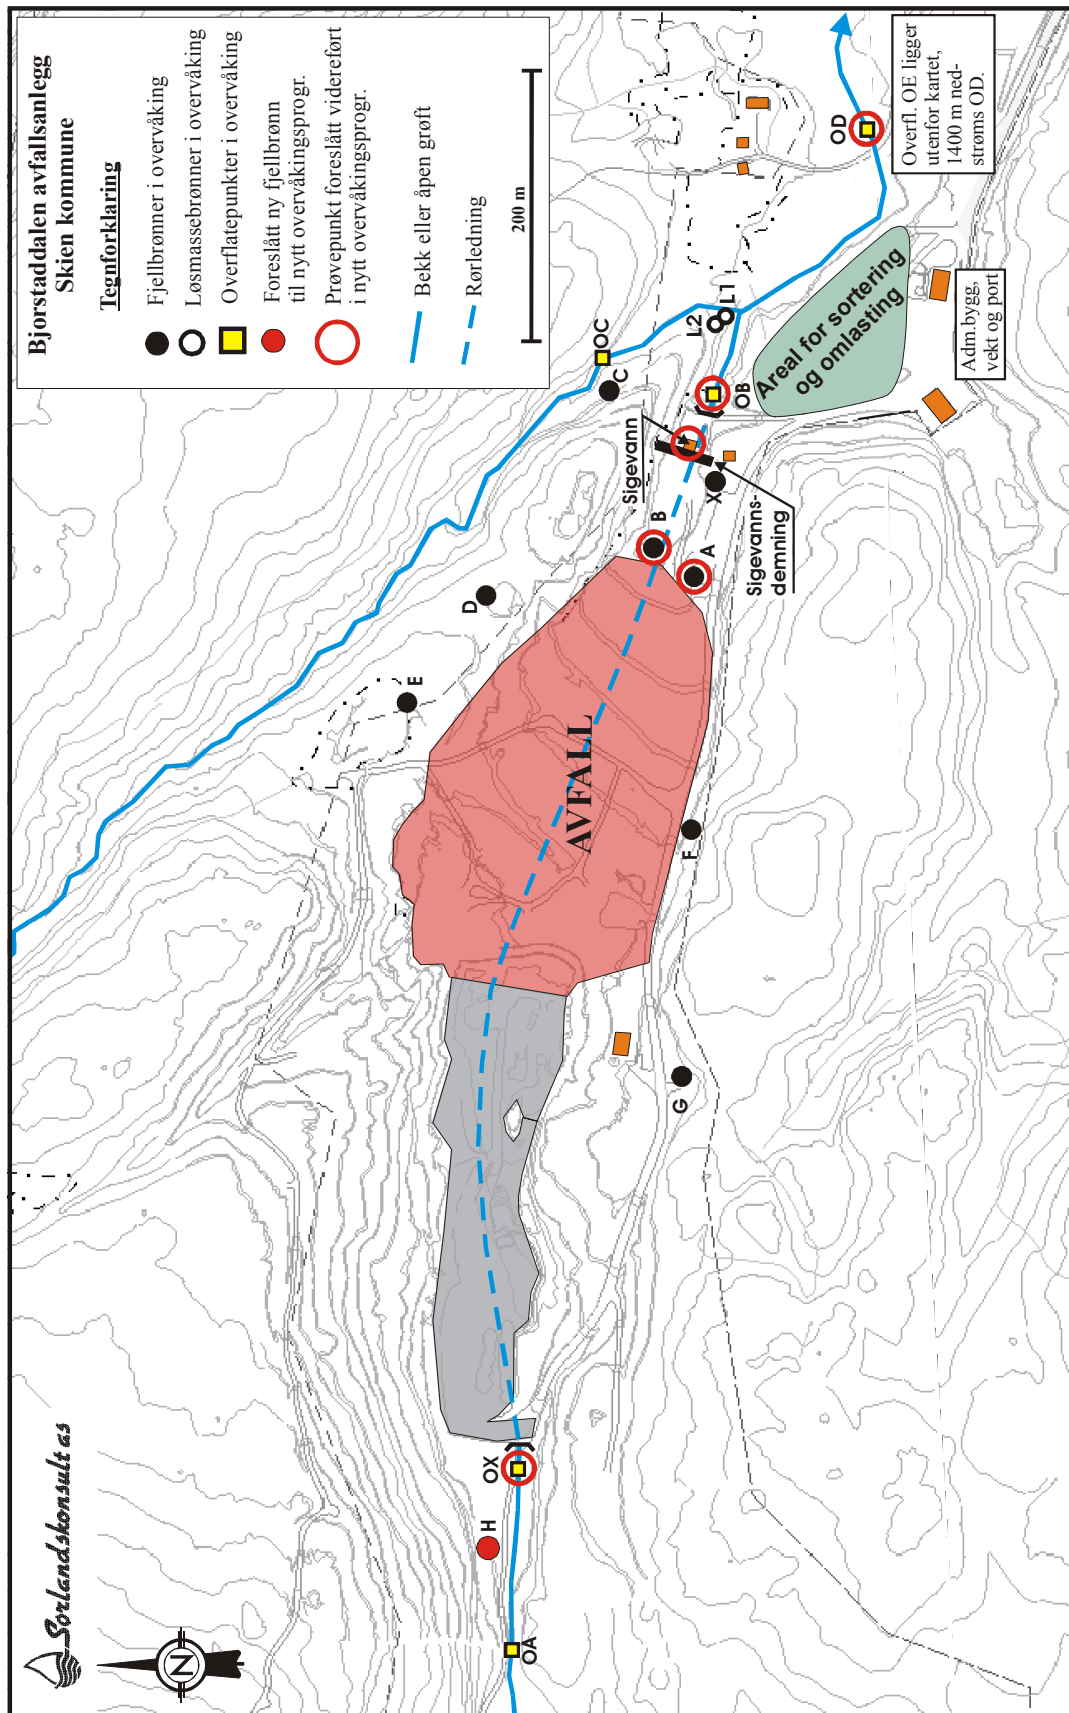 Bjorstaddalen avfallsanlegg
Skien kommune
Tegnforklaring
Fjellbrønner i overvåking
Løsmassebrønner i overvåking
Overflatepunkter i overvåking
Foreslått ny fjellbrønn
til nytt overvåkingsprogr.
Prøvepunkt foreslått videreført
i nytt overvåkingsprogr.
Bekk eller åpen grøft
Rørledning
200 m
Sørlandskonsult as
N
OA
H
OX
G
F
E
D
AVFALL
A
B
X
C
OC
Sigevann
Sigevanns-
demning
OB
L2
L1
OD
Areal for sortering
og omlasting
Adm.bygg,
vekt og port
Overfl. OE ligger
utenfor kartet,
1400 m ned-
strøms OD.